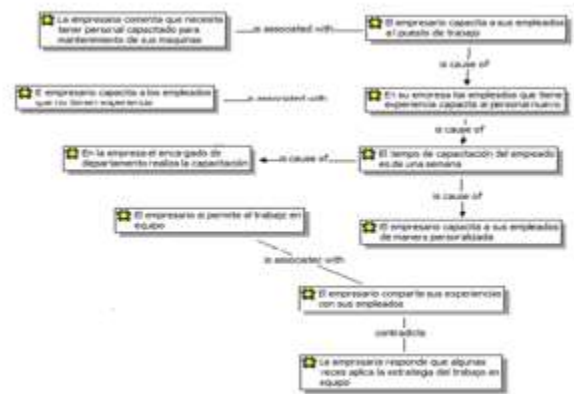 La empresaria comenta que necesita
tener personal capacitado para
mantenimiento de sus maquinas
is associated with
El empresario capacita a sus empleados
al puesto de trabajo
is cause of
El empresario capacita a los empleados
que no tienen experiencia
is associated with
En su empresa los empleados que tiene
experiencia capacita al personal nuevo
is cause of
En la empresa el encargado de
departamento realiza la capacitación
is cause of
El tiempo de capacitación del empleado
es de una semana
is cause of
El empresario si permite el trabajo en
equipo
El empresario capacita a sus empleados
de manera personalizada
is associated with
El empresario comparte sus experiencias
con sus empleados
contradicts
La empresaria responde que algunas
veces aplica la estrategia del trabajo en
equipo